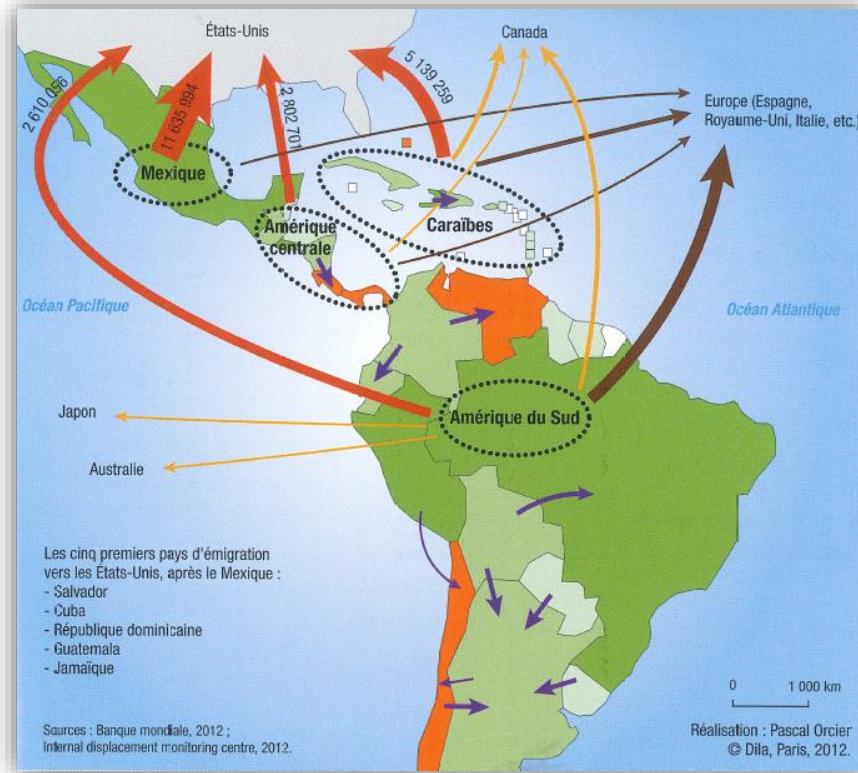 États-Unis
Canada
2 610 056
11 635 994
2 802 701
5 139 259
Europe (Espagne,
Royaume-Uni, Italie, etc.)
Mexique
Amérique
centrale
Caraïbes
Océan Pacifique
Océan Atlantique
Japon
Amérique du Sud
Australie
Les cinq premiers pays d'émigration
vers les États-Unis, après le Mexique :
- Salvador
- Cuba
- République dominicaine
- Guatemala
- Jamaïque
0 1 000 km
Sources : Banque mondiale, 2012 ;
Internal displacement monitoring centre, 2012.
Réalisation : Pascal Orcier
© Dila, Paris, 2012.